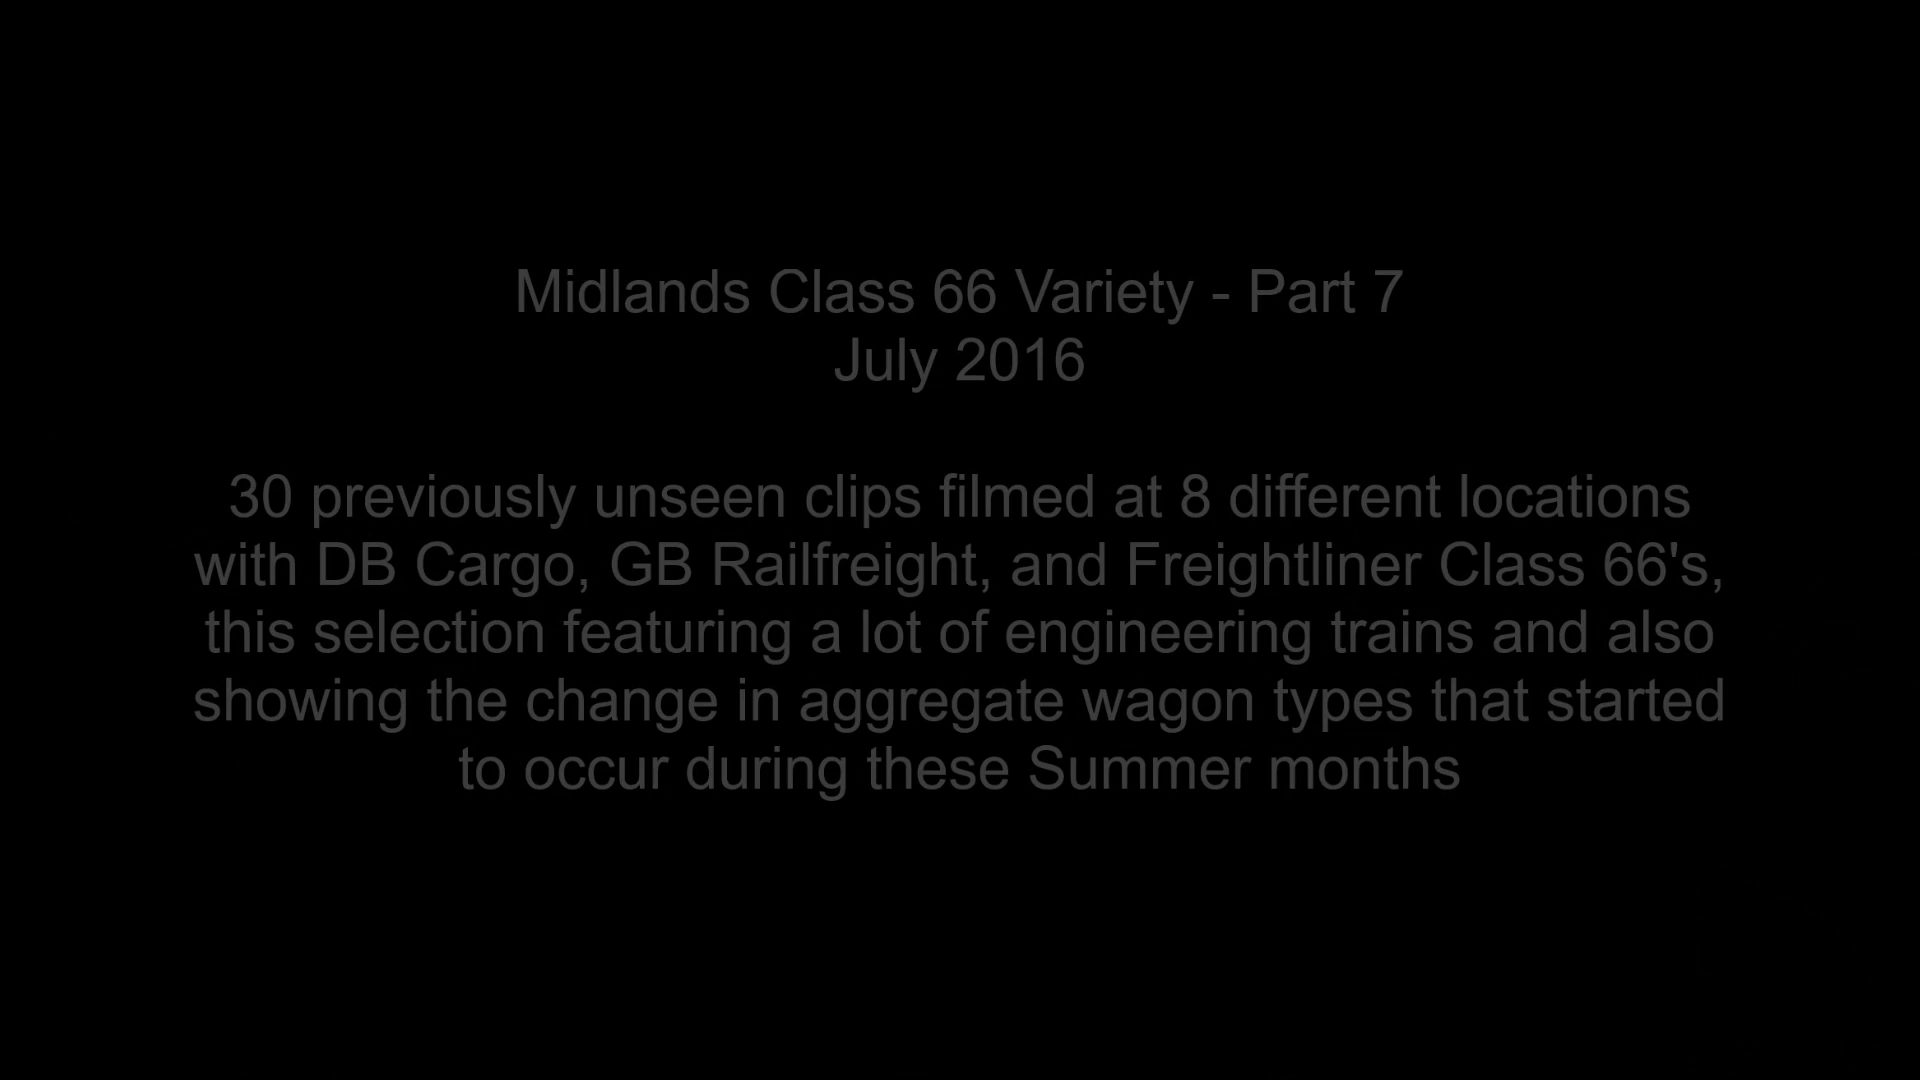 Midlands Class 66 Variety - Part 7
July 2016
30 previously unseen clips filmed at 8 different locations
with DB Cargo, GB Railfreight, and Freightliner Class 66's,
this selection featuring a lot of engineering trains and also
showing the change in aggregate wagon types that started
to occur during these Summer months